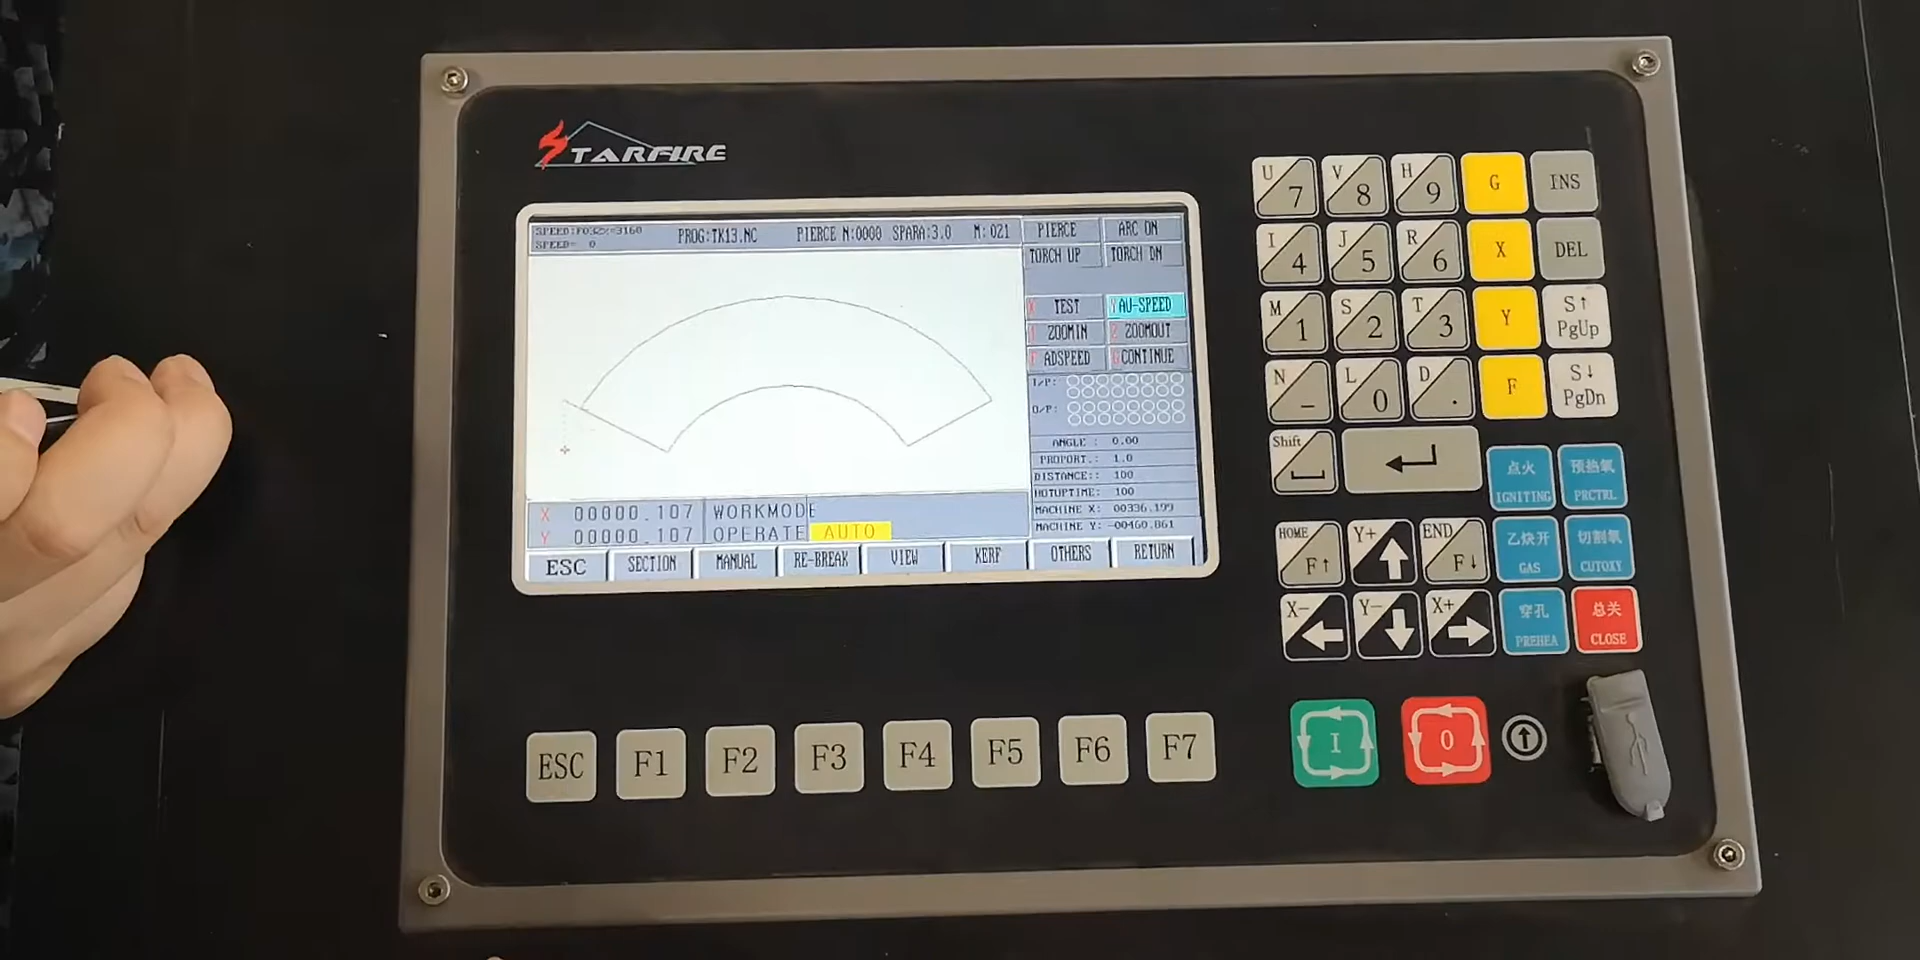 STARFIRE
SPEED= 0
PROG:TK13.NC
PIERCE N:0000
SPARA:3.0
M:021
PIERCE
ARC ON
TORCH UP
TORCH DN
X TEST
Y AU-SPEED
ZOOMIN
2 ZOOMOUT
F ADSPEED
G CONTINUE
I/P:
O/P:
ANGLE : 0.00
PROPORT.: 1.0
DISTANCE: 100
HOTUPTIME: 100
MACHINE X: 00336.199
MACHINE Y: -00460.861
X 00000.107
WORKMODE
Y 00000.107
OPERATE AUTO
ESC
SECTION
MANUAL
RE-BREAK
VIEW
KERF
OTHERS
RETURN
U 7
V 8
H 9
G
INS
I 4
J 5
R 6
X
DEL
M 1
S 2
T 3
Y
S↑ PgUp
N _
L 0
D .
F
S↓ PgDn
Shift
点火
IGNITING
预热氧
PRCTRL
HOME F↑
Y+
END F↓
乙炔开
GAS
切割氧
CUTOXY
X-
Y-
X+
穿孔
PREHEA
总关
CLOSE
ESC
F1
F2
F3
F4
F5
F6
F7
I
0